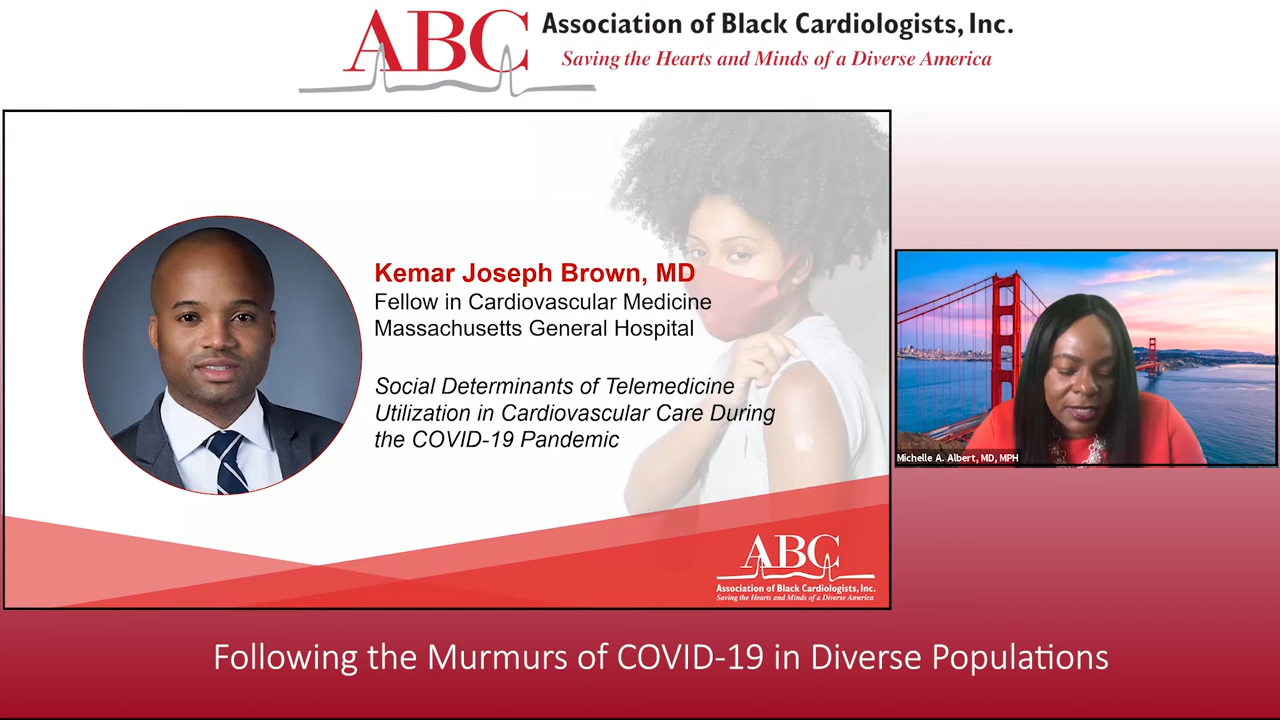 ABC Association of Black Cardiologists, Inc.
Saving the Hearts and Minds of a Diverse America
Kemar Joseph Brown, MD
Fellow in Cardiovascular Medicine
Massachusetts General Hospital
Social Determinants of Telemedicine
Utilization in Cardiovascular Care During
the COVID-19 Pandemic
ABC
Association of Black Cardiologists, Inc.
Saving the Hearts and Minds of a Diverse America
Michelle A. Albert, MD, MPH
Following the Murmurs of COVID-19 in Diverse Populations